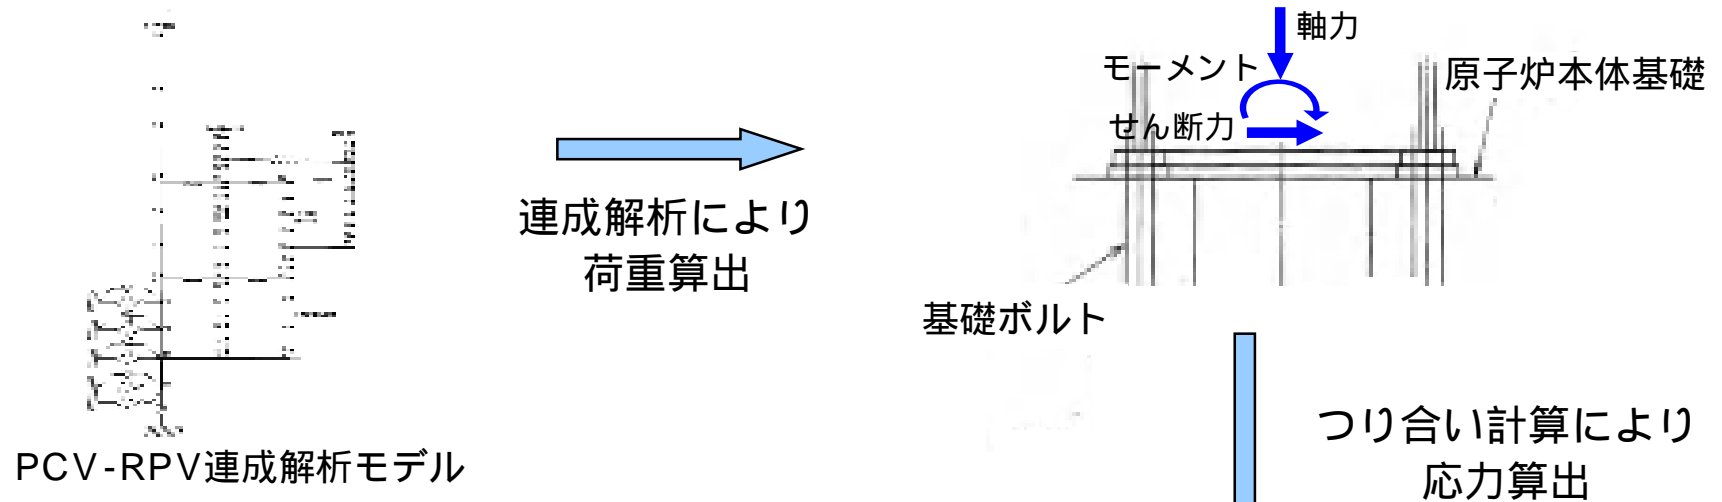 軸力
モーメント
せん断力
原子炉本体基礎
連成解析により
荷重算出
基礎ボルト
つり合い計算により
応力算出
PCV-RPV連成解析モデル